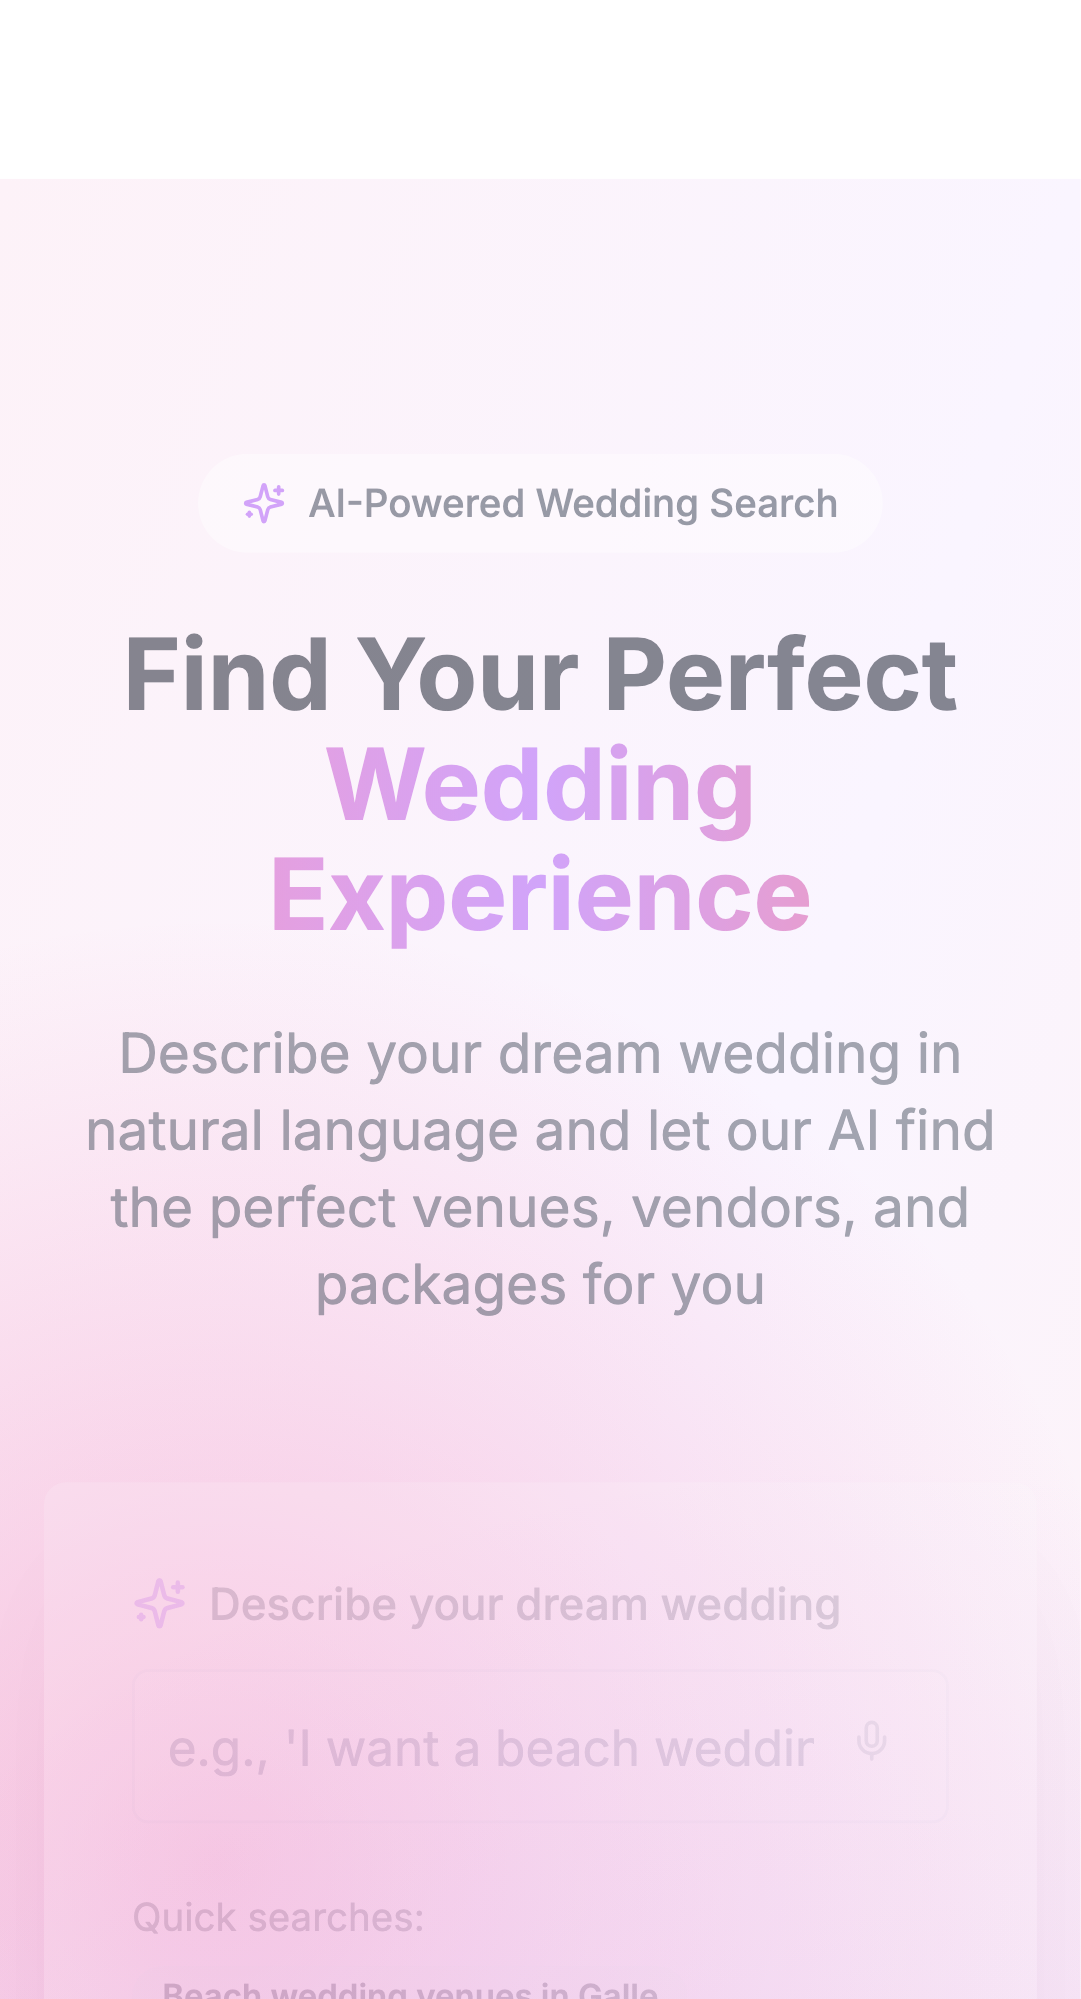 AI-Powered Wedding Search
Find Your Perfect
Wedding
Experience
Describe your dream wedding in
natural language and let our AI find
the perfect venues, vendors, and
packages for you
Describe your dream wedding
e.g., 'I want a beach weddin
Quick searches:
Beach wedding venues in Galle